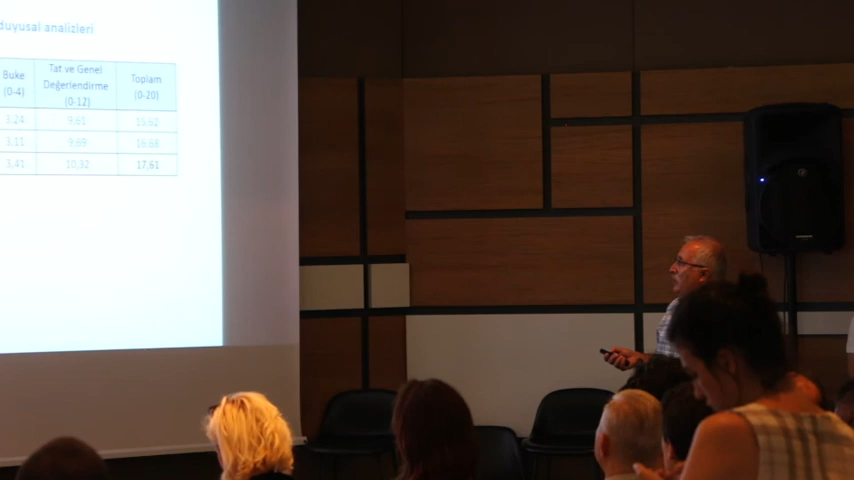 duyusal analizleri
Buke
(0-4)
Tat ve Genel
Değerlendirme
(0-12)
Toplam
(0-20)
3,24 9,61 15,62
3,11 9,69 16,68
3,41 10,32 17,61